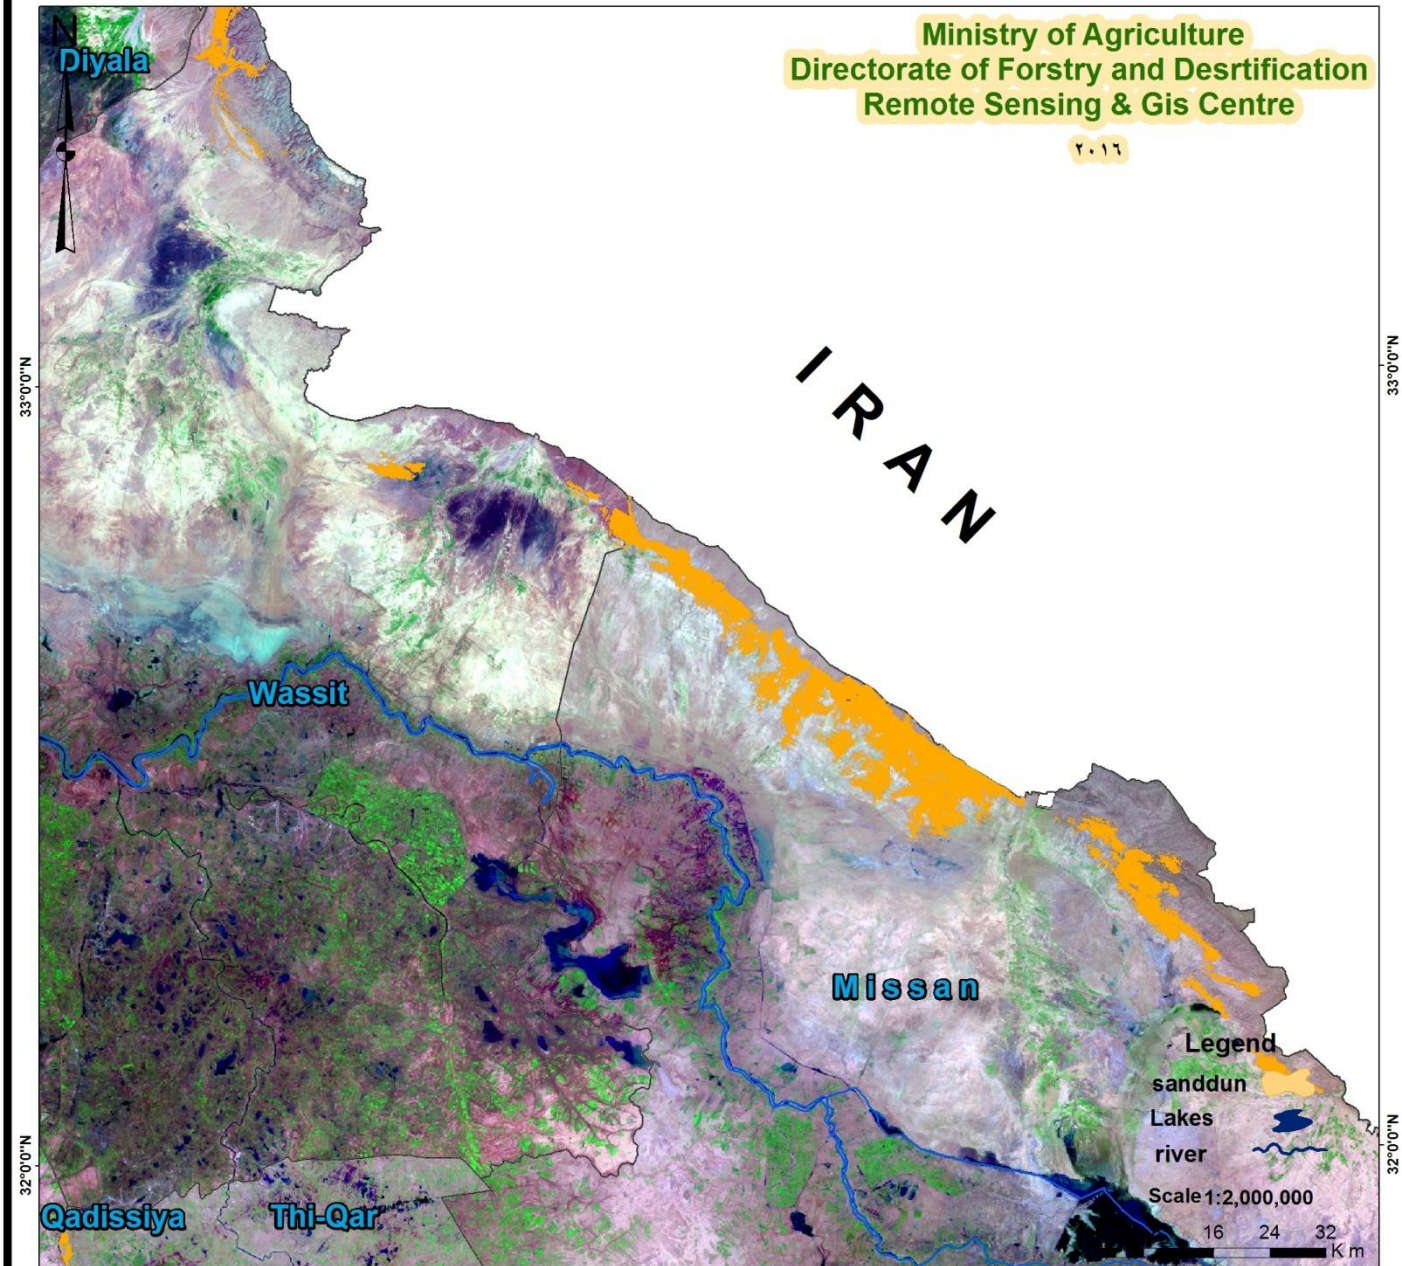 Ministry of Agriculture
Directorate of Forstry and Desrtification
Remote Sensing & Gis Centre
٢٠١٦
N
Diyala
33°0'0"N
33°0'0"N
IRAN
Wassit
Missan
Legend
sanddun
Lakes
river
32°0'0"N
32°0'0"N
Scale 1:2,000,000
Qadissiya
Thi-Qar
16 24 32
K m